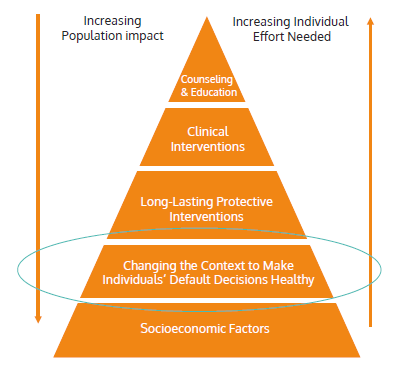 Increasing
Population impact
Increasing Individual
Effort Needed
Counseling
& Education
Clinical
Interventions
Long-Lasting Protective
Interventions
Changing the Context to Make
Individuals' Default Decisions Healthy
Socioeconomic Factors